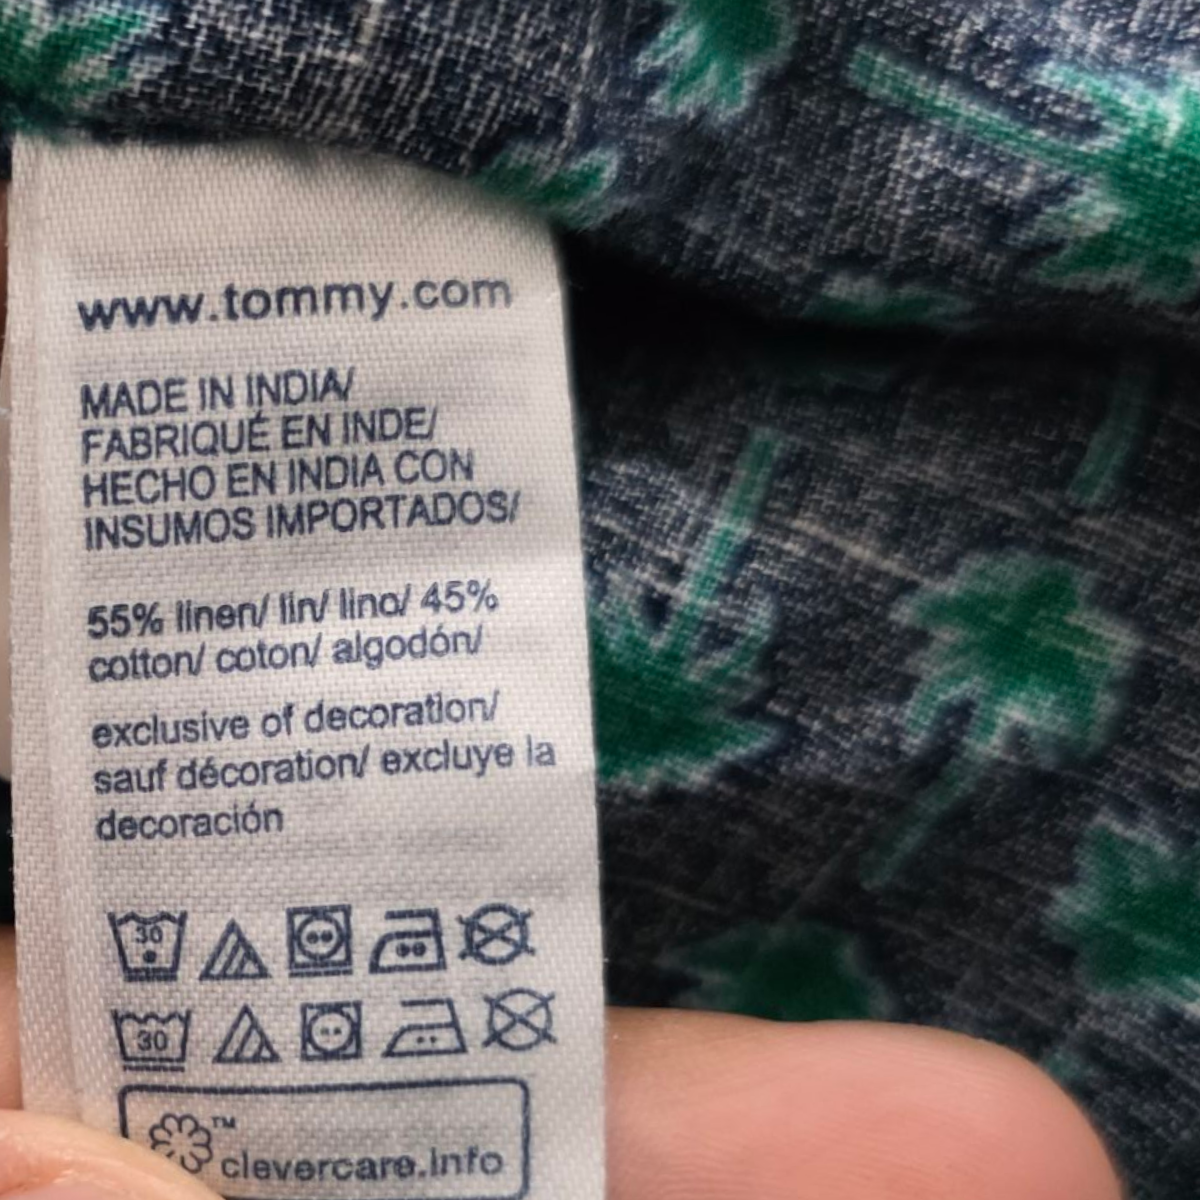 www.tommy.com
MADE IN INDIA/
FABRIQUÉ EN INDE/
HECHO EN INDIA CON
INSUMOS IMPORTADOS/
55% linen/ lin/ lino/ 45%
cotton/ coton/ algodón/
exclusive of decoration/
sauf décoration/ excluye la
decoración
30
30
TM
clevercare.info